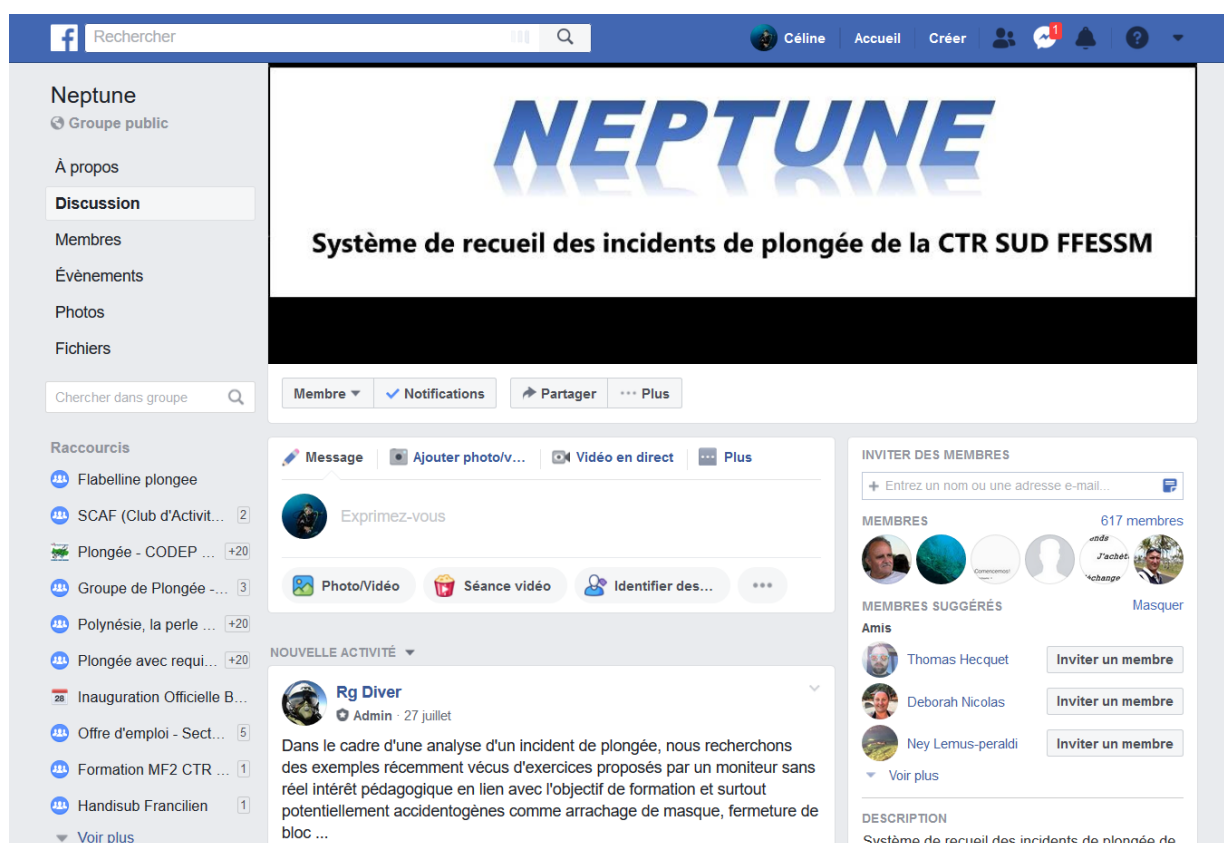 Rechercher
Céline Accueil Créer 1
Neptune
Groupe public
À propos
Discussion
Membres
Évènements
Photos
Fichiers
Chercher dans groupe
Raccourcis
Flabelline plongee
SCAF (Club d'Activit... 2
Plongée - CODEP ... +20
Groupe de Plongée -... 3
Polynésie, la perle ... +20
Plongée avec requi... +20
28 Inauguration Officielle B...
Offre d'emploi - Sect... 5
Formation MF2 CTR ... 1
Handisub Francilien 1
Voir plus
NEPTUNE
Système de recueil des incidents de plongée de la CTR SUD FFESSM
Membre Notifications Partager Plus
Message Ajouter photo/v... Vidéo en direct Plus
Exprimez-vous
Photo/Vidéo Séance vidéo Identifier des...
NOUVELLE ACTIVITÉ
Rg Diver
Admin · 27 juillet
Dans le cadre d'une analyse d'un incident de plongée, nous recherchons
des exemples récemment vécus d'exercices proposés par un moniteur sans
réel intérêt pédagogique en lien avec l'objectif de formation et surtout
potentiellement accidentogènes comme arrachage de masque, fermeture de
bloc ...
INVITER DES MEMBRES
+ Entrez un nom ou une adresse e-mail...
MEMBRES 617 membres
Comencemos!
ends
J'achèt
échange
MEMBRES SUGGÉRÉS Masquer
Amis
Thomas Hecquet Inviter un membre
Deborah Nicolas Inviter un membre
Ney Lemus-peraldi Inviter un membre
Voir plus
DESCRIPTION
Système de recueil des incidents de plongée de